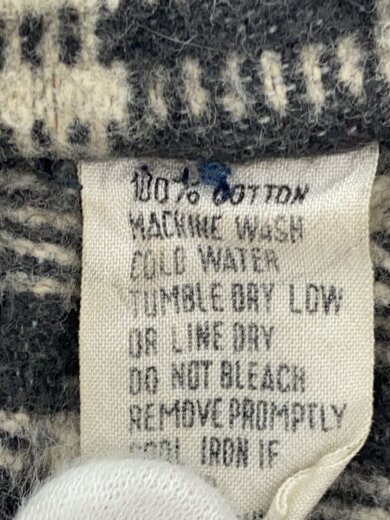 100% COTTON
MACHINE WASH
COLD WATER
TUMBLE DRY LOW
OR LINE DRY
DO NOT BLEACH
REMOVE PROMPTLY
COOL IRON IF